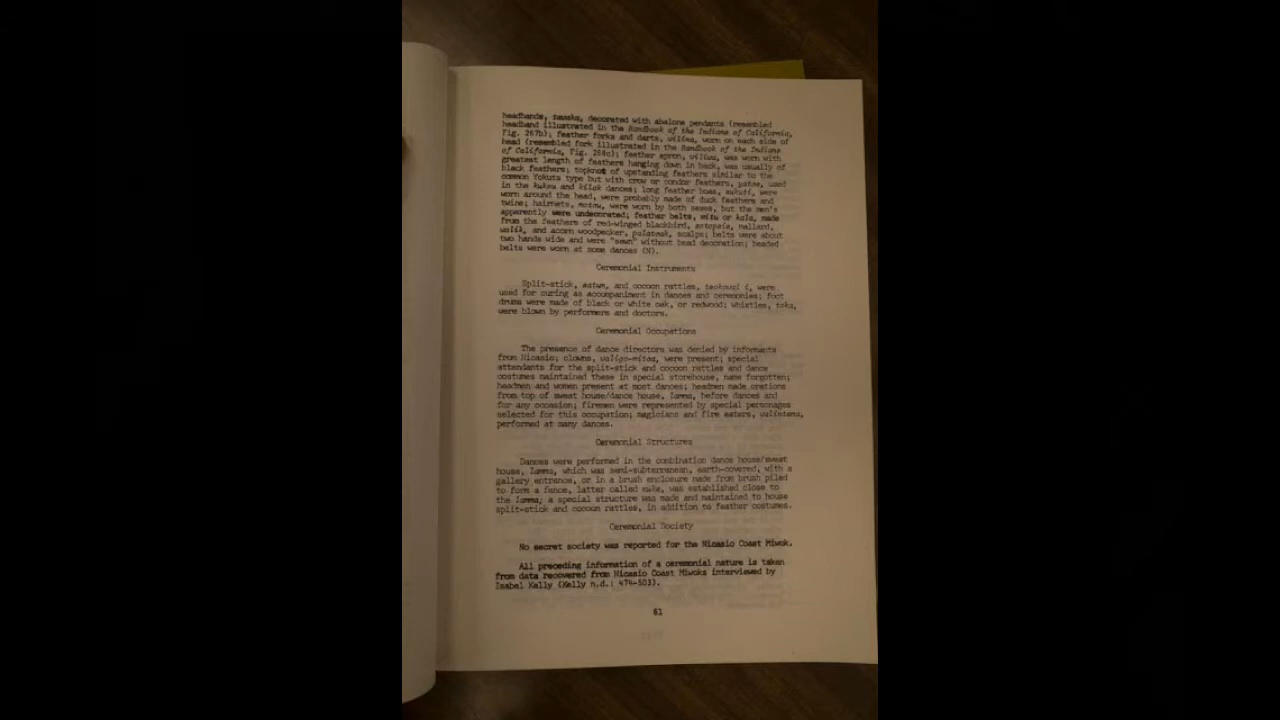 headbands, decorated with abalone pendants (resembled
headband illustrated in the Handbook of the Indians of California,
Fig. 267b); feather forks and darts, worn on each side of
head (resembled fork illustrated in the Handbook of the Indians
of California, Fig. feather apron, was worn with
greatest length of feathers hanging down in back, was usually of
black feathers; topknot of upstanding feathers similar to the
common Yokuts type but with crow or condor feathers, used
in the kuksu and kilak dances; long feather boas, were
worn around the head, were probably made of duck feathers and
twine; hairnets, were worn by both sexes, but the men's
apparently were undecorated; feather belts, or made
from the feathers of red-winged blackbird, mallard,
and acorn woodpecker, scalps; belts were about
two hands wide and were "sewn" without bead decoration; beaded
belts were worn at some dances (N).
Ceremonial Instruments
Split-stick, and cocoon rattles, were
used for curing as accompaniment in dances and ceremonies; foot
drums were made of black or white oak, or redwood; whistles,
were blown by performers and doctors.
Ceremonial Occupations
The presence of dance directors was denied by informants
from Nicasio; clowns, were present; special
attendants for the split-stick and cocoon rattles and dance
costumes maintained these in special storehouse, name forgotten;
headmen and women present at most dances; headmen made orations
from top of sweat house/dance house, lamma, before dances and
for any occasion; firemen were represented by special personages
selected for this occupation; magicians and fire eaters,
performed at many dances.
Ceremonial Structures
Dances were performed in the combination dance house/sweat
house, lamma, which was semi-subterranean, earth-covered, with a
gallery entrance, or in a brush enclosure made from brush piled
to form a fence, latter called was established close to
the lamma; a special structure was made and maintained to house
split-stick and cocoon rattles, in addition to feather costumes.
Ceremonial Society
No secret society was reported for the Nicasio Coast Miwok.
All preceding information of a ceremonial nature is taken
from data recovered from Nicasio Coast Miwoks interviewed by
Isabel Kelly (Kelly n.d.: 474-503).
61